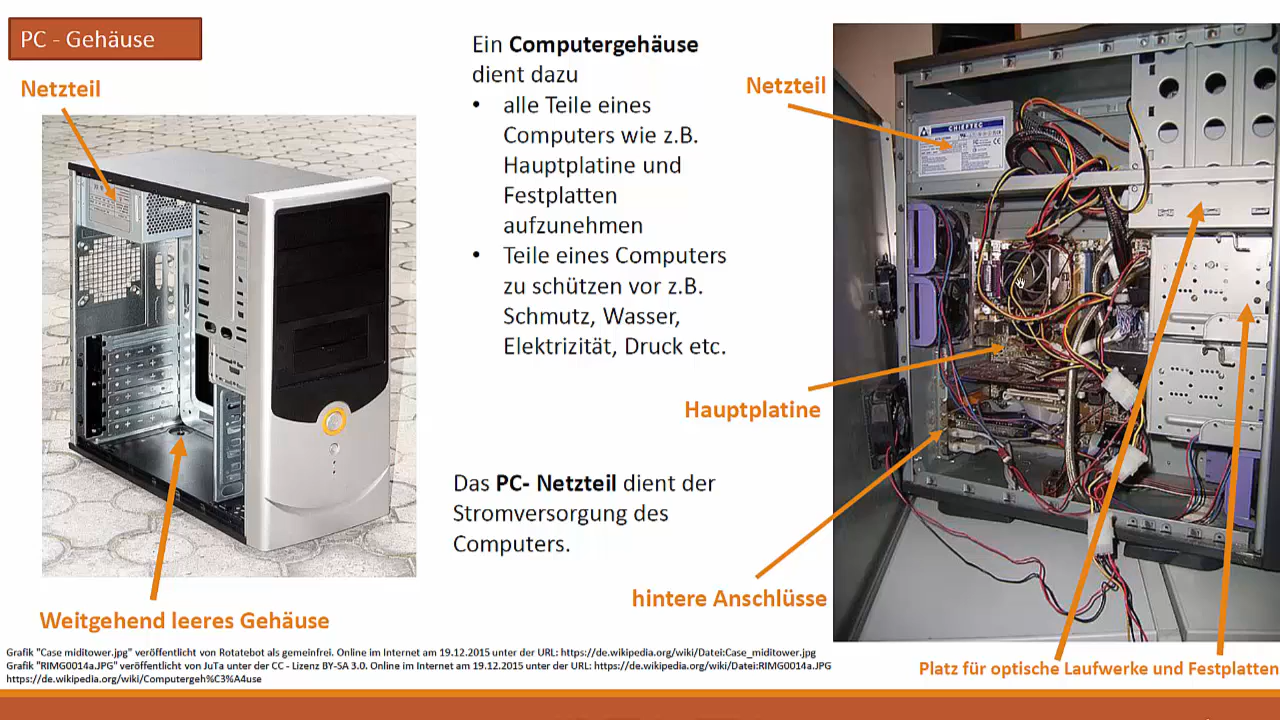 PC - Gehäuse
Netzteil
Weitgehend leeres Gehäuse
Ein Computergehäuse
dient dazu
• alle Teile eines
Computers wie z.B.
Hauptplatine und
Festplatten
aufzunehmen
• Teile eines Computers
zu schützen vor z.B.
Schmutz, Wasser,
Elektrizität, Druck etc.
Das PC- Netzteil dient der
Stromversorgung des
Computers.
Netzteil
CHIEFTEC
Hauptplatine
hintere Anschlüsse
Platz für optische Laufwerke und Festplatten
Grafik "Case miditower.jpg" veröffentlicht von Rotatebot als gemeinfrei. Online im Internet am 19.12.2015 unter der URL: https://de.wikipedia.org/wiki/Datei:Case_miditower.jpg
Grafik "RIMG0014a.JPG" veröffentlicht von JuTa unter der CC - Lizenz BY-SA 3.0. Online im Internet am 19.12.2015 unter der URL: https://de.wikipedia.org/wiki/Datei:RIMG0014a.JPG
https://de.wikipedia.org/wiki/Computergeh%C3%A4use